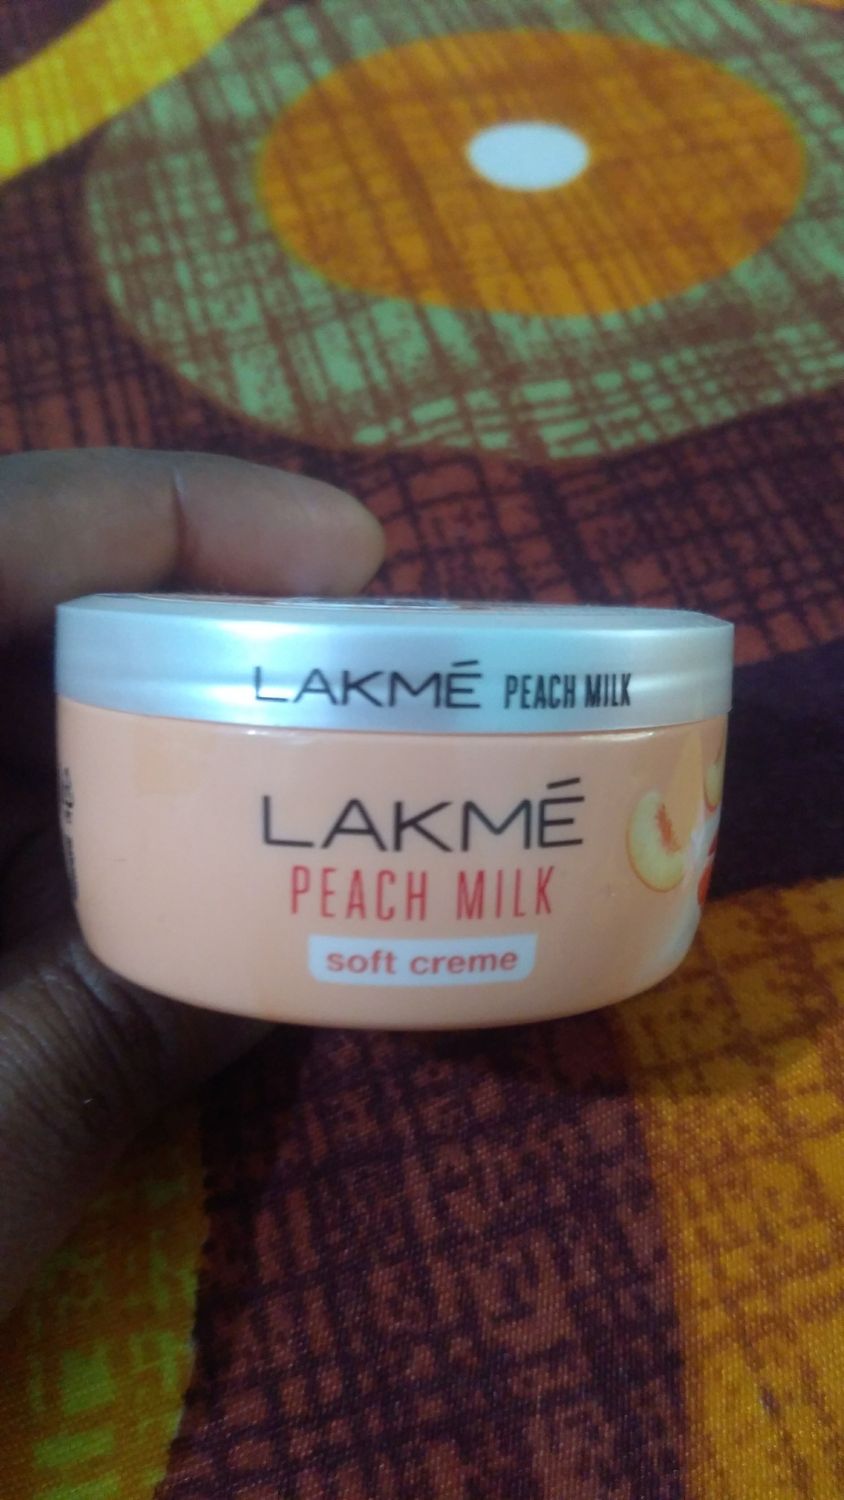 LAKMÉ PEACH MILK
LAKMÉ
PEACH MILK
soft creme